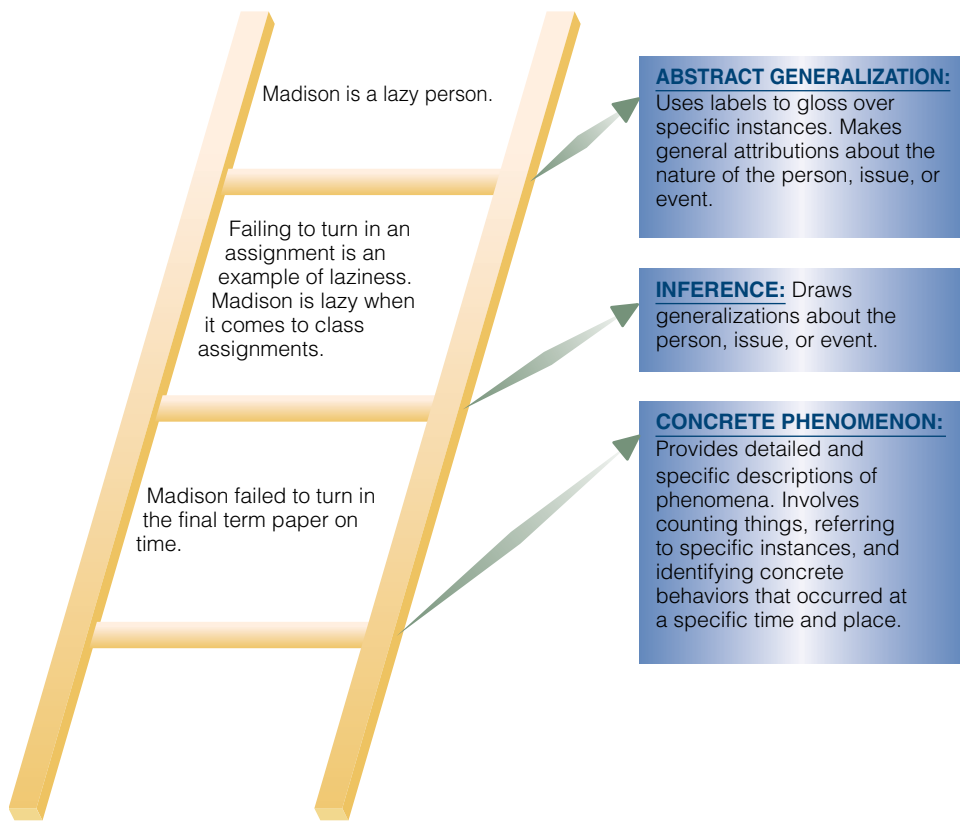 Madison is a lazy person.
Failing to turn in an
assignment is an
example of laziness.
Madison is lazy when
it comes to class
assignments.
Madison failed to turn in
the final term paper on
time.
ABSTRACT GENERALIZATION:
Uses labels to gloss over
specific instances. Makes
general attributions about the
nature of the person, issue, or
event.
INFERENCE: Draws
generalizations about the
person, issue, or event.
CONCRETE PHENOMENON:
Provides detailed and
specific descriptions of
phenomena. Involves
counting things, referring
to specific instances, and
identifying concrete
behaviors that occurred at
a specific time and place.